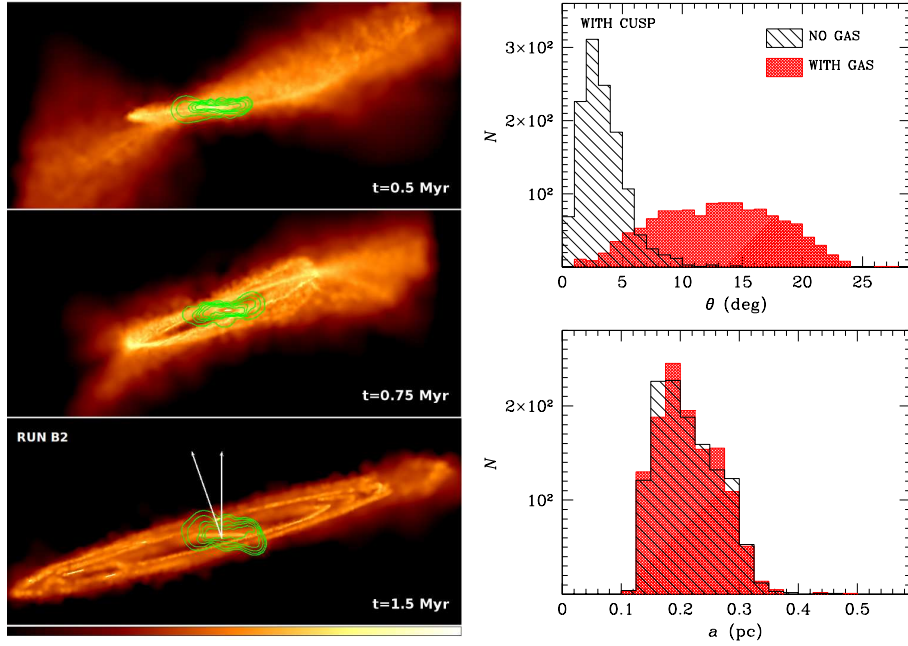 t=0.5 Myr
t=0.75 Myr
RUN B2
t=1.5 Myr
WITH CUSP
NO GAS
WITH GAS
3×10²
2×10²
10²
N
0 5 10 15 20 25
θ (deg)
2×10²
10²
N
0 0.1 0.2 0.3 0.4 0.5
a (pc)